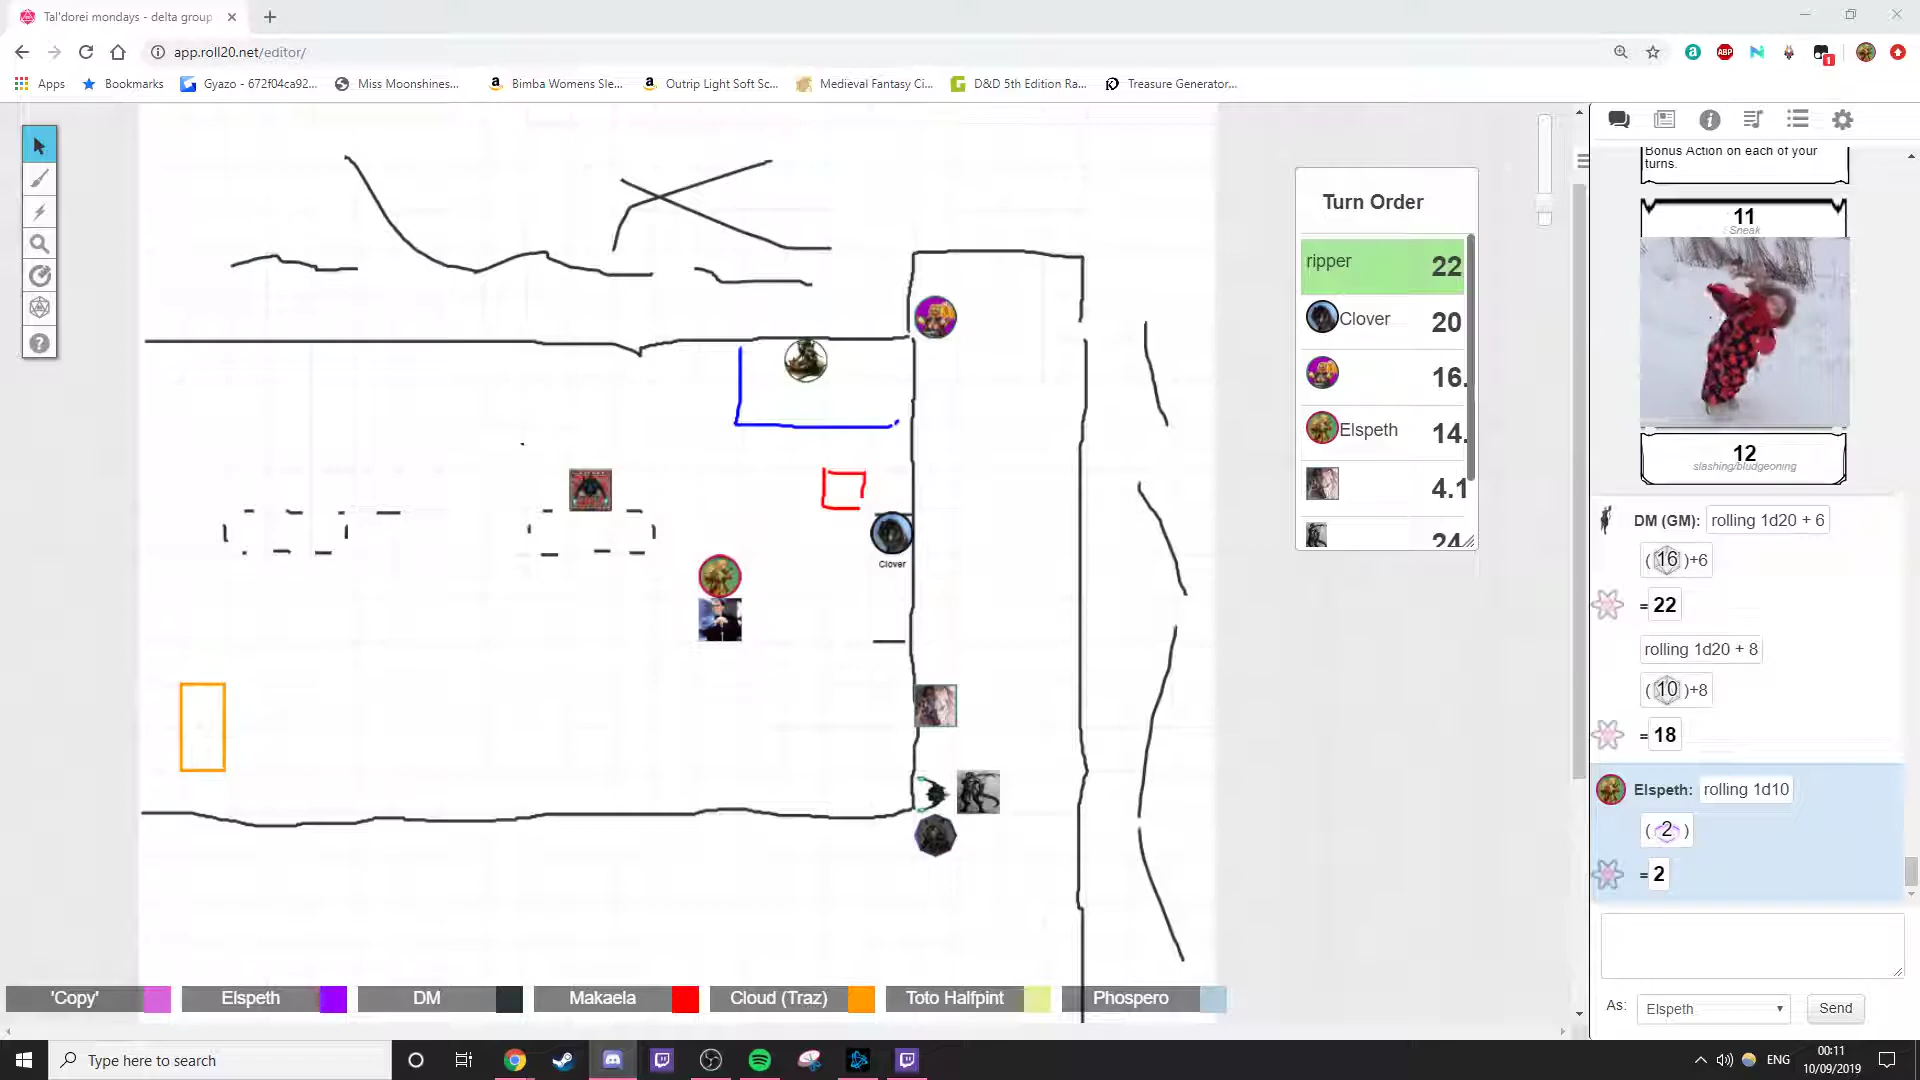 Tal'dorei mondays - delta group
app.roll20.net/editor/
Apps
Bookmarks
Gyazo - 672f04ca92...
Miss Moonshines...
Bimba Womens Sle...
Outrip Light Soft Sc...
Medieval Fantasy Ci...
D&D 5th Edition Ra...
Treasure Generator...
Bonus Action on each of your
turns.
11
Sneak
12
slashing/bludgeoning
Turn Order
ripper 22
Clover 20
16.
Elspeth 14.
4.1
24
Clover
DM (GM): rolling 1d20 + 6
(16)+6
= 22
rolling 1d20 + 8
(10)+8
= 18
Elspeth: rolling 1d10
(2)
= 2
As: Elspeth Send
'Copy'
Elspeth
DM
Makaela
Cloud (Traz)
Toto Halfpint
Phospero
Type here to search
ENG
00:11
10/09/2019